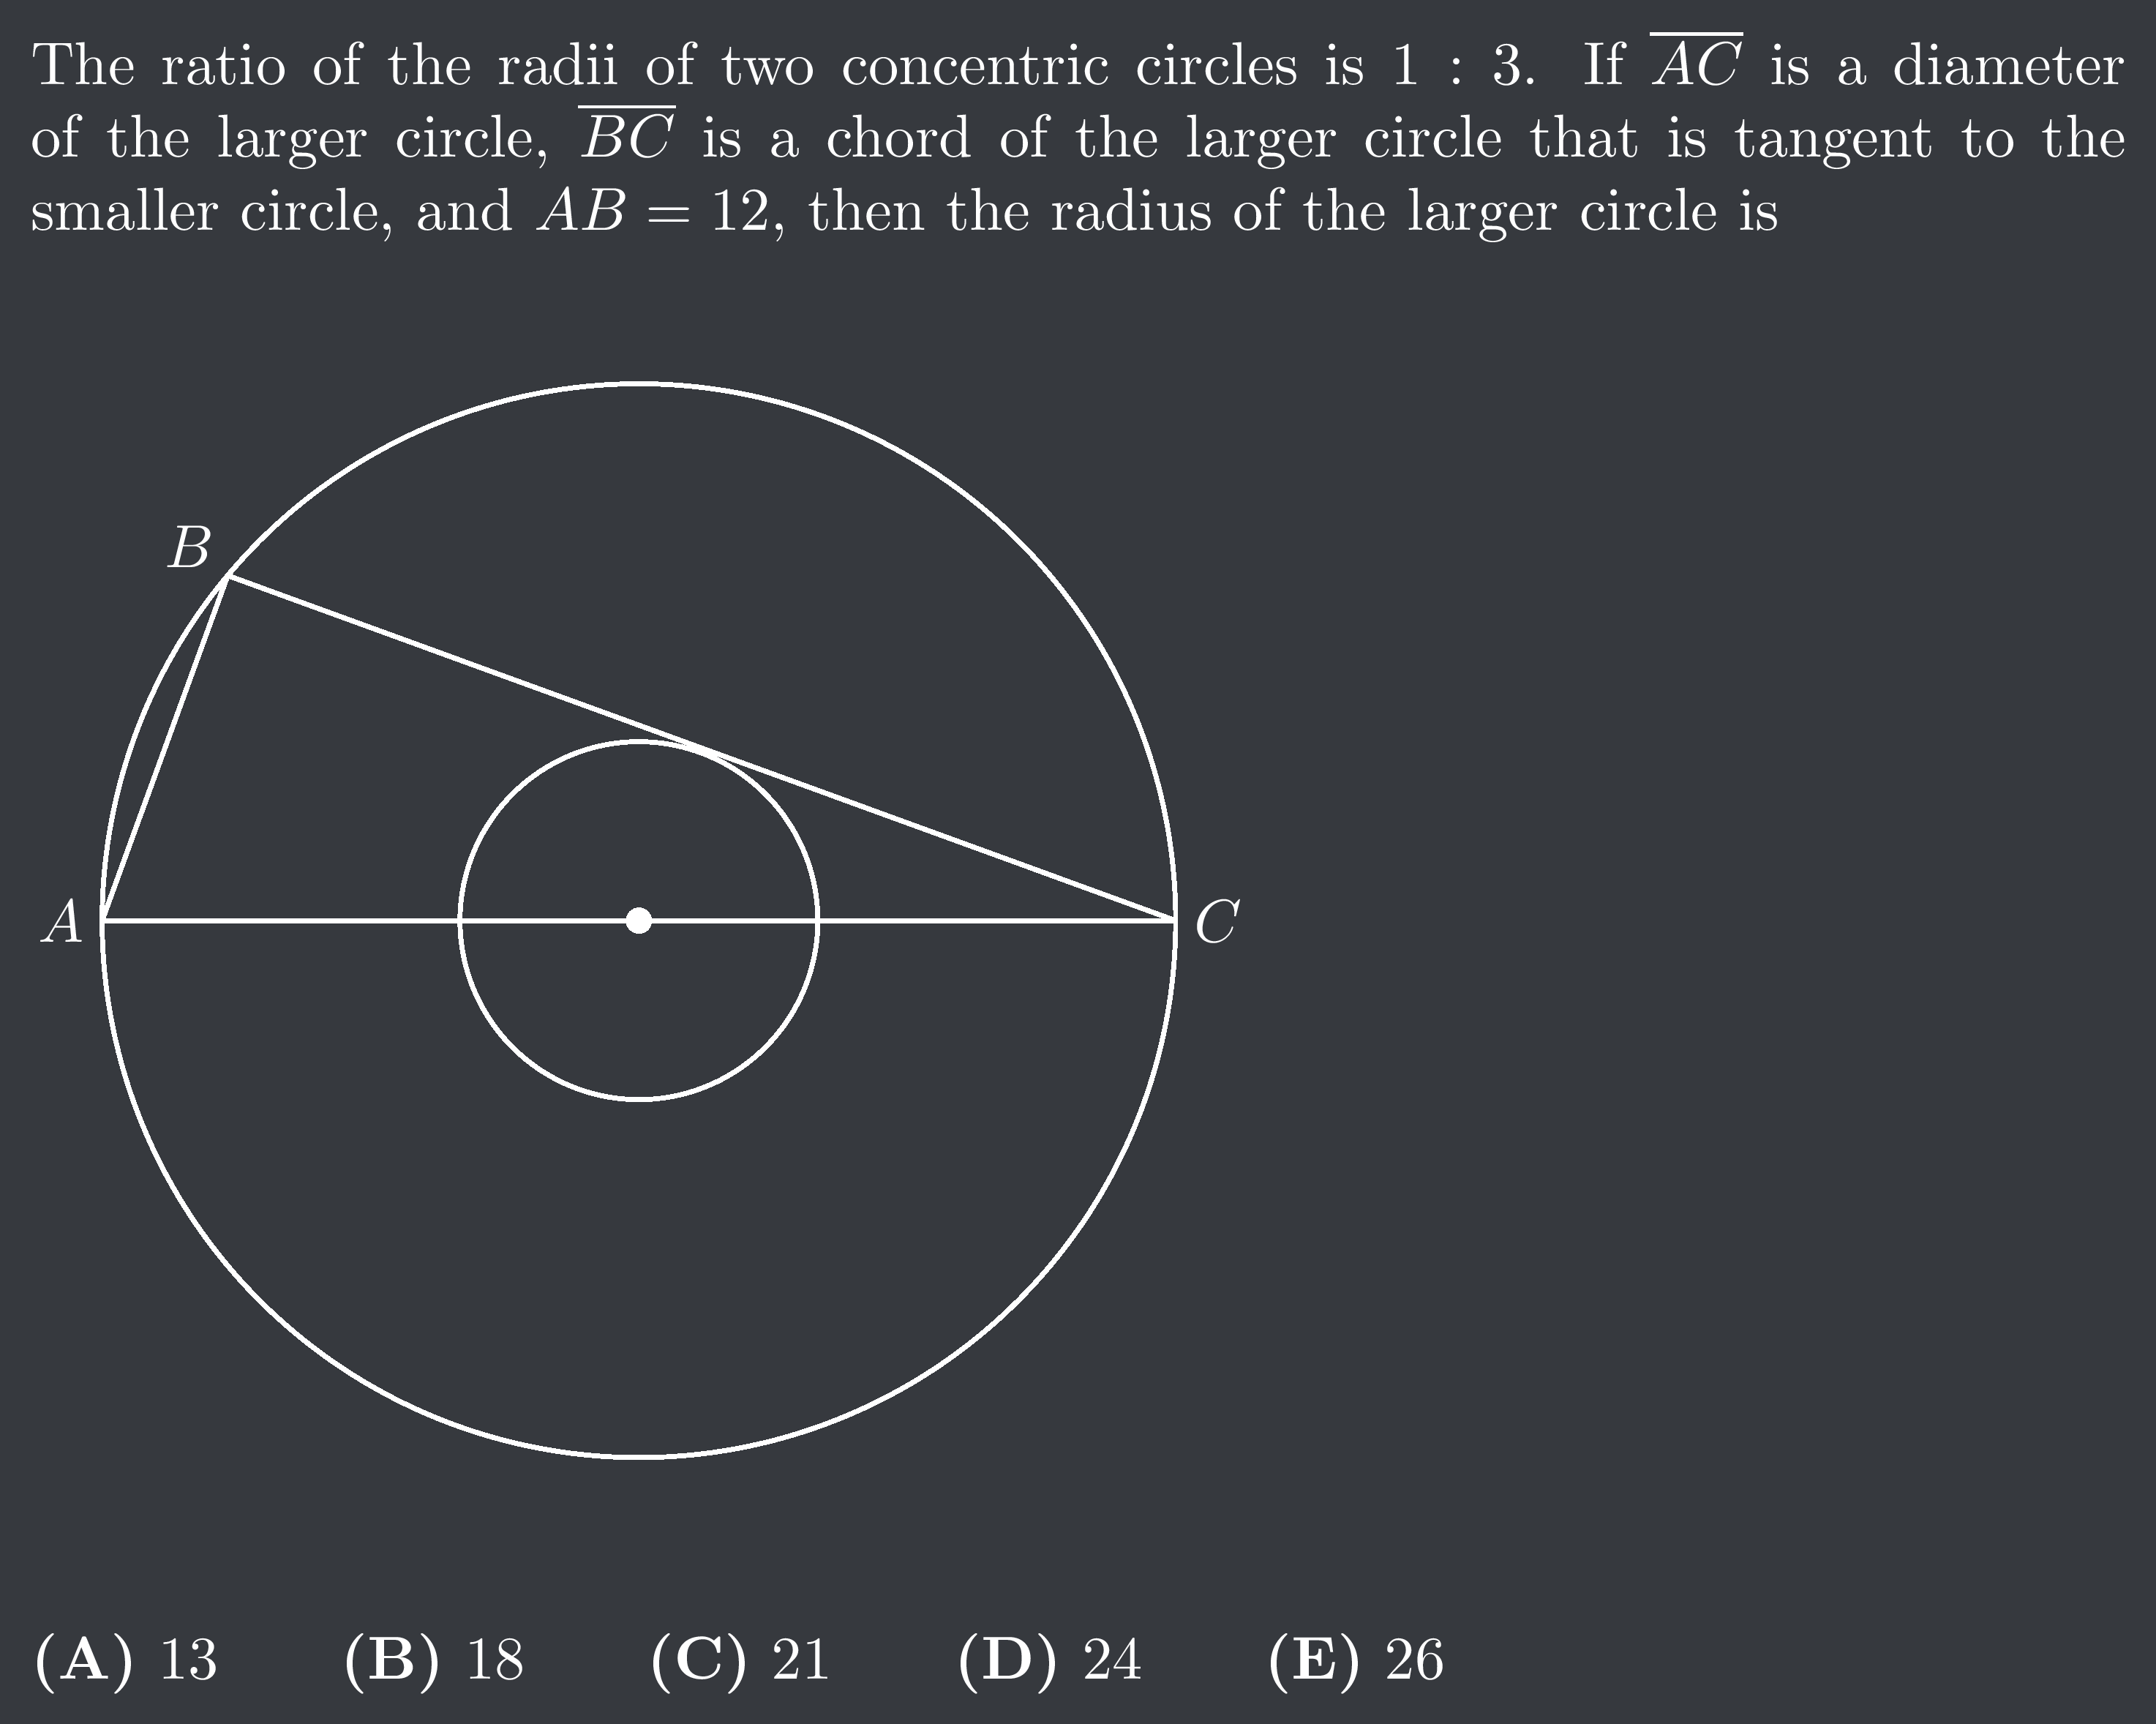 The ratio of the radii of two concentric circles is 1 : 3. If $\overline{AC}$ is a diameter
of the larger circle, $\overline{BC}$ is a chord of the larger circle that is tangent to the
smaller circle, and $AB = 12$, then the radius of the larger circle is
B
A
C
(A) 13 (B) 18 (C) 21 (D) 24 (E) 26